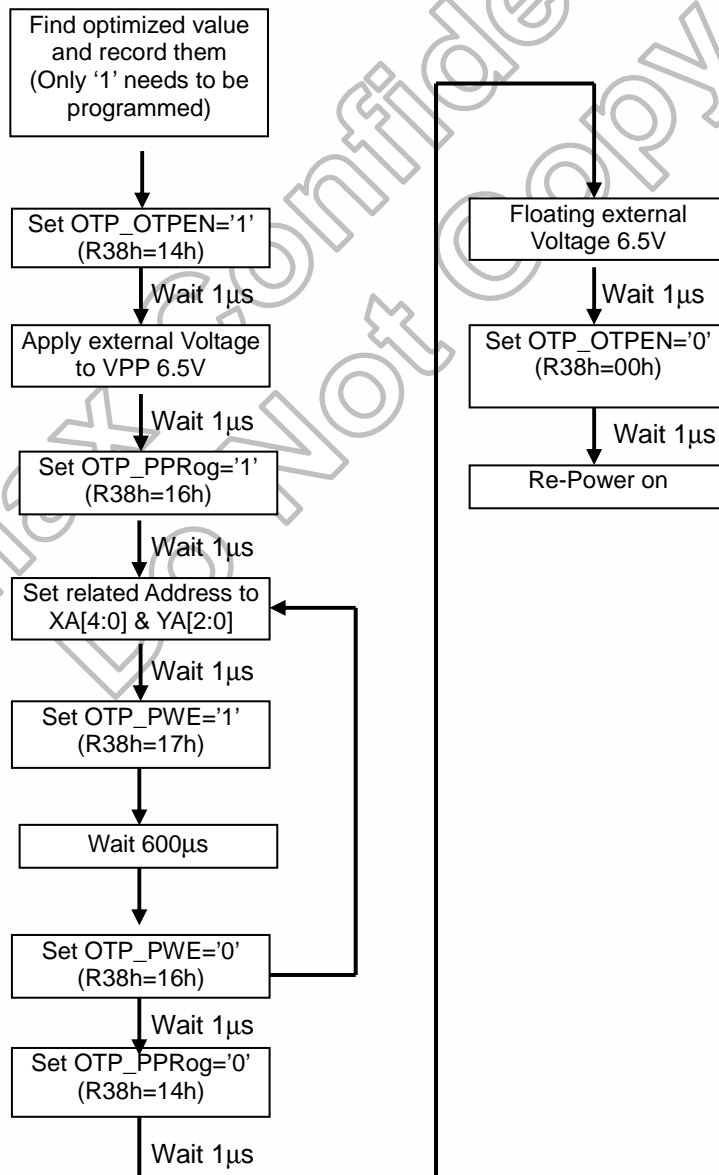 Find optimized value
and record them
(Only ‘1’ needs to be
programmed)
Set OTP_OTPEN=’1’
(R38h=14h)
Wait 1μs
Apply external Voltage
to VPP 6.5V
Wait 1μs
Set OTP_PPRog=’1’
(R38h=16h)
Wait 1μs
Set related Address to
XA[4:0] & YA[2:0]
Wait 1μs
Set OTP_PWE=’1’
(R38h=17h)
Wait 600μs
Set OTP_PWE=’0’
(R38h=16h)
Wait 1μs
Set OTP_PPRog=’0’
(R38h=14h)
Wait 1μs
Floating external
Voltage 6.5V
Wait 1μs
Set OTP_OTPEN=’0’
(R38h=00h)
Wait 1μs
Re-Power on
Do Not Copy